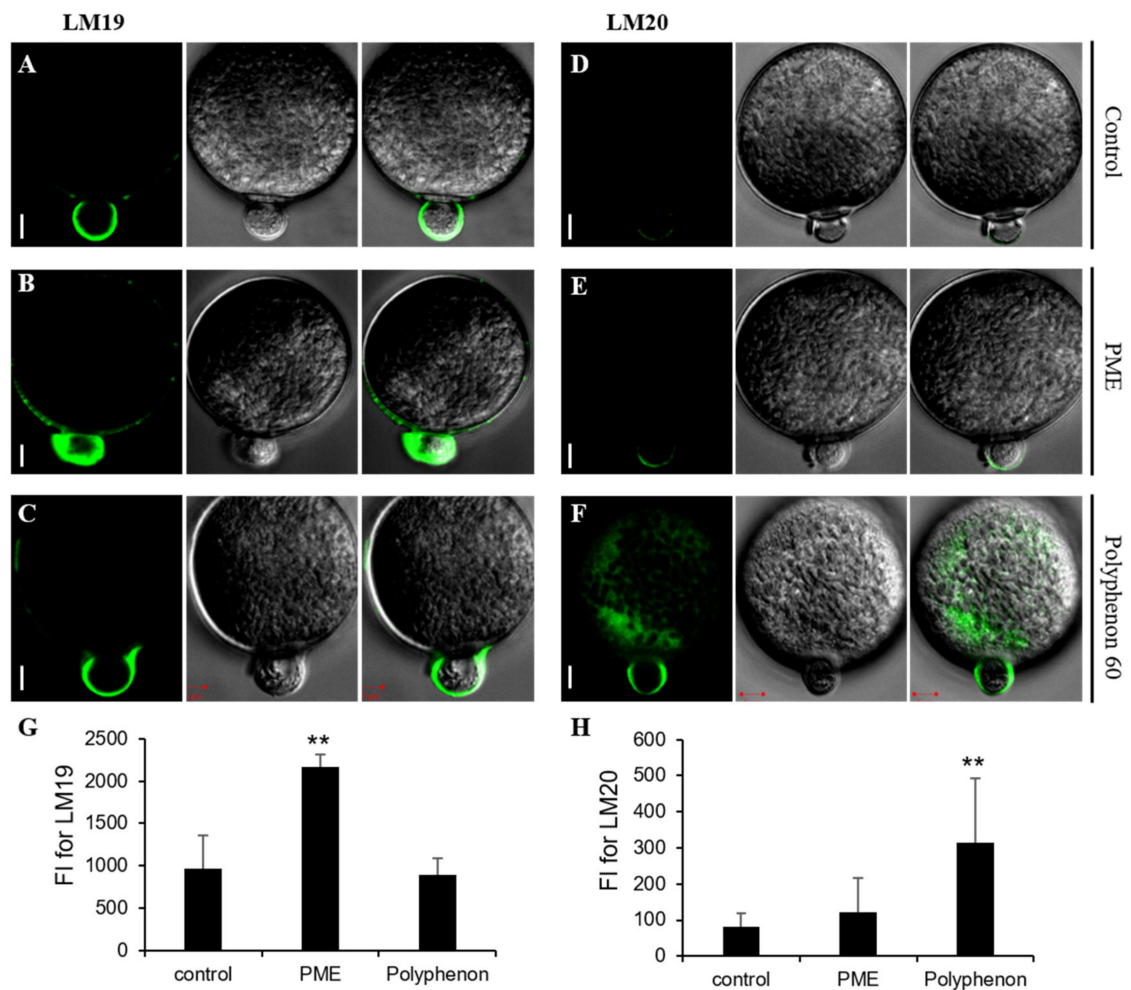 LM19
LM20
A
D
Control
B
E
PME
C
F
Polyphenon 60
G
H
FI for LM19
2500
2000
1500
1000
500
0
**
control
PME
Polyphenon
FI for LM20
600
500
400
300
200
100
0
**
control
PME
Polyphenon